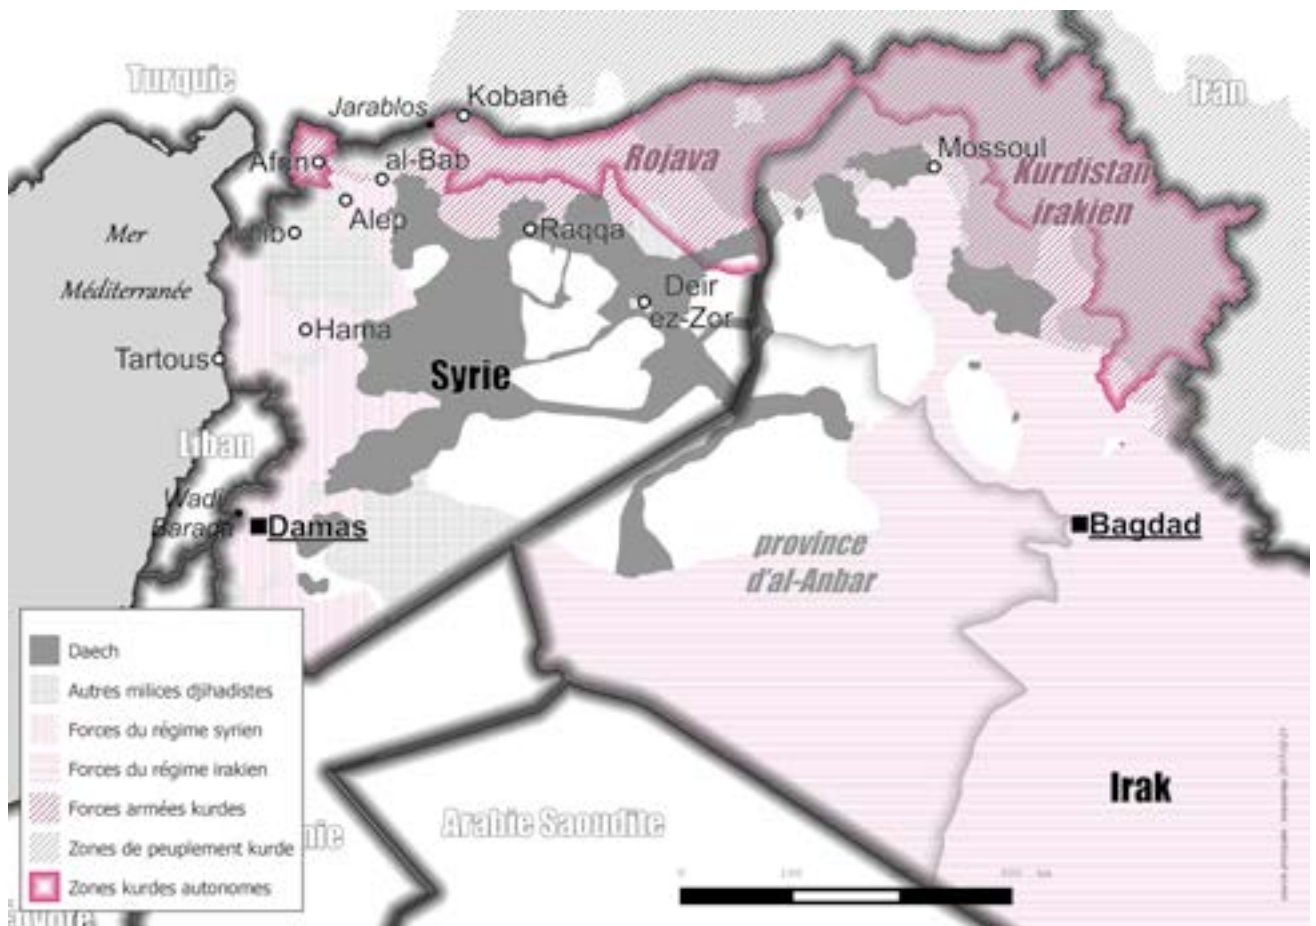 Turquie
Iran
Jarablos
Kobané
Afrin
al-Bab
Rojava
Mossoul
Kurdistan
irakien
Alep
Raqqa
Mer
Méditerranée
Deir
ez-Zor
Hama
Tartous
Syrie
Liban
Wadi
Damas
Bagdad
province
d'al-Anbar
Daech
Autres milices djihadistes
Forces du régime syrien
Forces du régime irakien
Forces armées kurdes
Zones de peuplement kurde
Zones kurdes autonomes
Arabie Saoudite
Irak